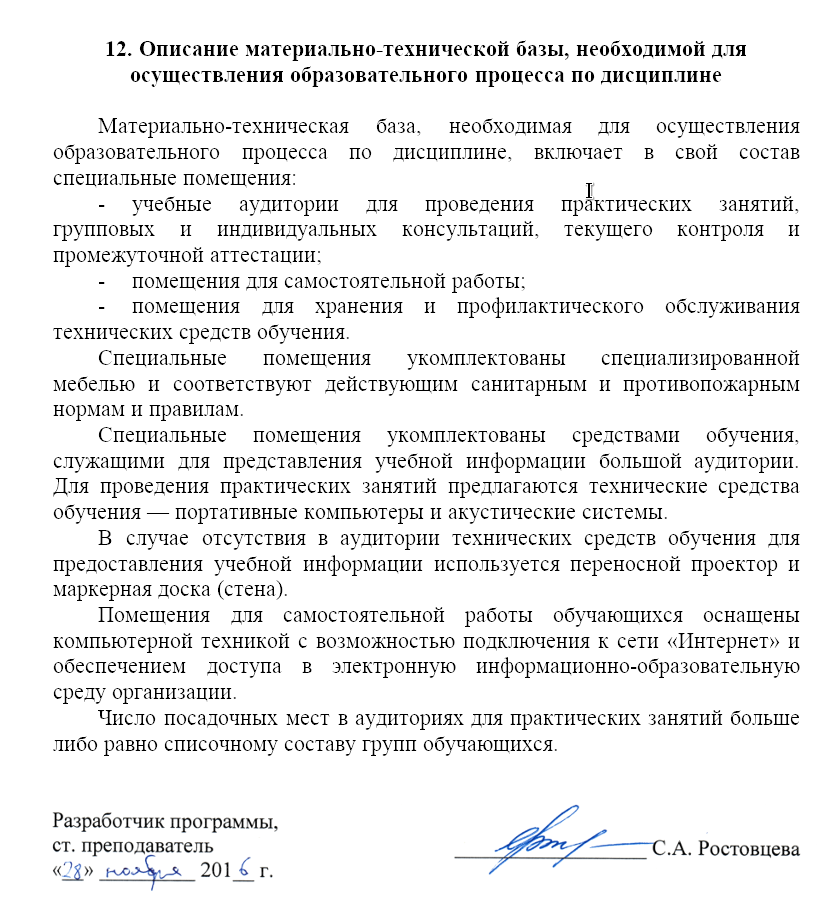 12. Описание материально-технической базы, необходимой для
осуществления образовательного процесса по дисциплине
Материально-техническая база, необходимая для осуществления
образовательного процесса по дисциплине, включает в свой состав
специальные помещения:
- учебные аудитории для проведения практических занятий,
групповых и индивидуальных консультаций, текущего контроля и
промежуточной аттестации;
- помещения для самостоятельной работы;
- помещения для хранения и профилактического обслуживания
технических средств обучения.
Специальные помещения укомплектованы специализированной
мебелью и соответствуют действующим санитарным и противопожарным
нормам и правилам.
Специальные помещения укомплектованы средствами обучения,
служащими для представления учебной информации большой аудитории.
Для проведения практических занятий предлагаются технические средства
обучения — портативные компьютеры и акустические системы.
В случае отсутствия в аудитории технических средств обучения для
предоставления учебной информации используется переносной проектор и
маркерная доска (стена).
Помещения для самостоятельной работы обучающихся оснащены
компьютерной техникой с возможностью подключения к сети «Интернет» и
обеспечением доступа в электронную информационно-образовательную
среду организации.
Число посадочных мест в аудиториях для практических занятий больше
либо равно списочному составу групп обучающихся.
Разработчик программы,
ст. преподаватель
С.А. Ростовцева
«28» ноября 2016 г.